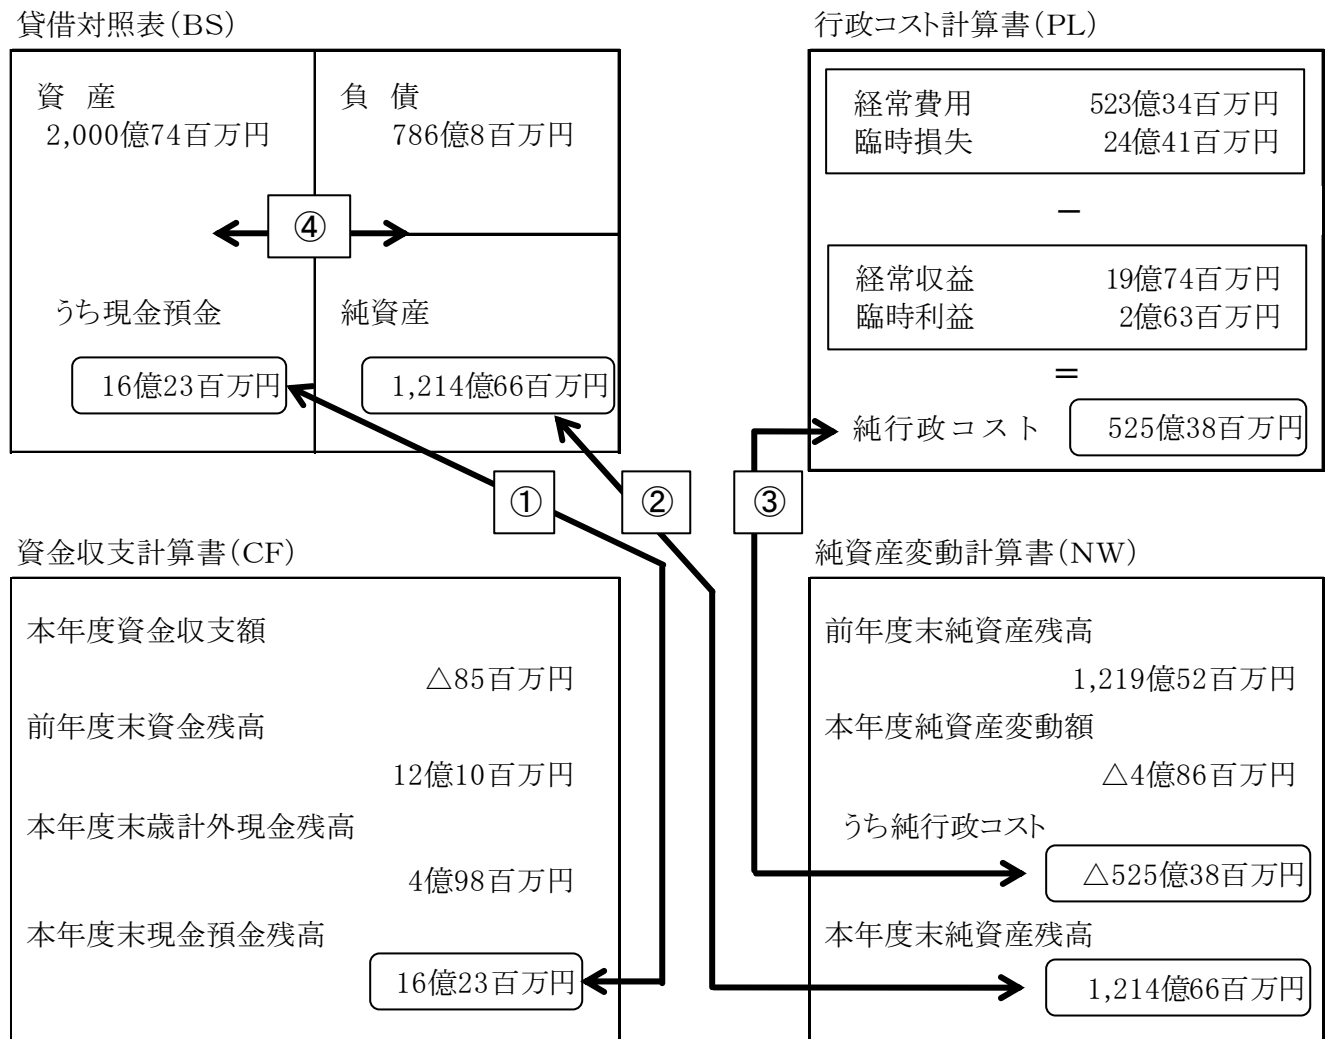 貸借対照表(BS)
資 産
2,000億74百万円
負 債
786億8百万円
④
うち現金預金
16億23百万円
純資産
1,214億66百万円
行政コスト計算書(PL)
経常費用 523億34百万円
臨時損失 24億41百万円
－
経常収益 19億74百万円
臨時利益 2億63百万円
＝
純行政コスト 525億38百万円
①
②
③
資金収支計算書(CF)
本年度資金収支額
△85百万円
前年度末資金残高
12億10百万円
本年度末歳計外現金残高
4億98百万円
本年度末現金預金残高
16億23百万円
純資産変動計算書(NW)
前年度末純資産残高
1,219億52百万円
本年度純資産変動額
△4億86百万円
うち純行政コスト
△525億38百万円
本年度末純資産残高
1,214億66百万円